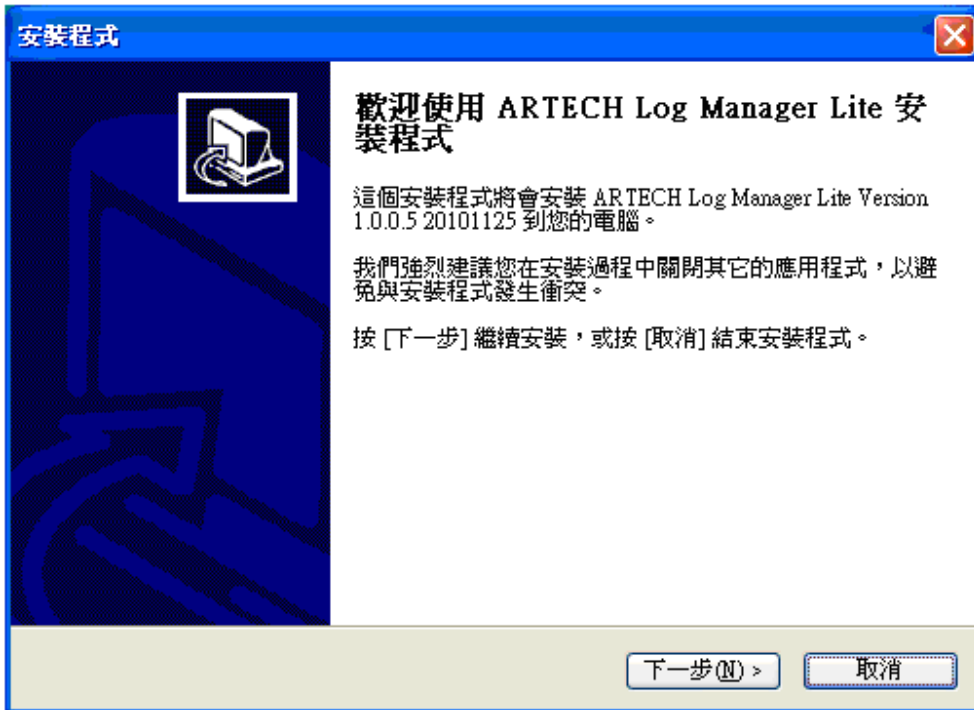 安裝程式
歡迎使用 ARTECH Log Manager Lite 安
裝程式
這個安裝程式將會安裝 ARTECH Log Manager Lite Version
1.0.0.5 20101125 到您的電腦。
我們強烈建議您在安裝過程中關閉其它的應用程式，以避
免與安裝程式發生衝突。
按 [下一步] 繼續安裝，或按 [取消] 結束安裝程式。
下一步(N) >
取消